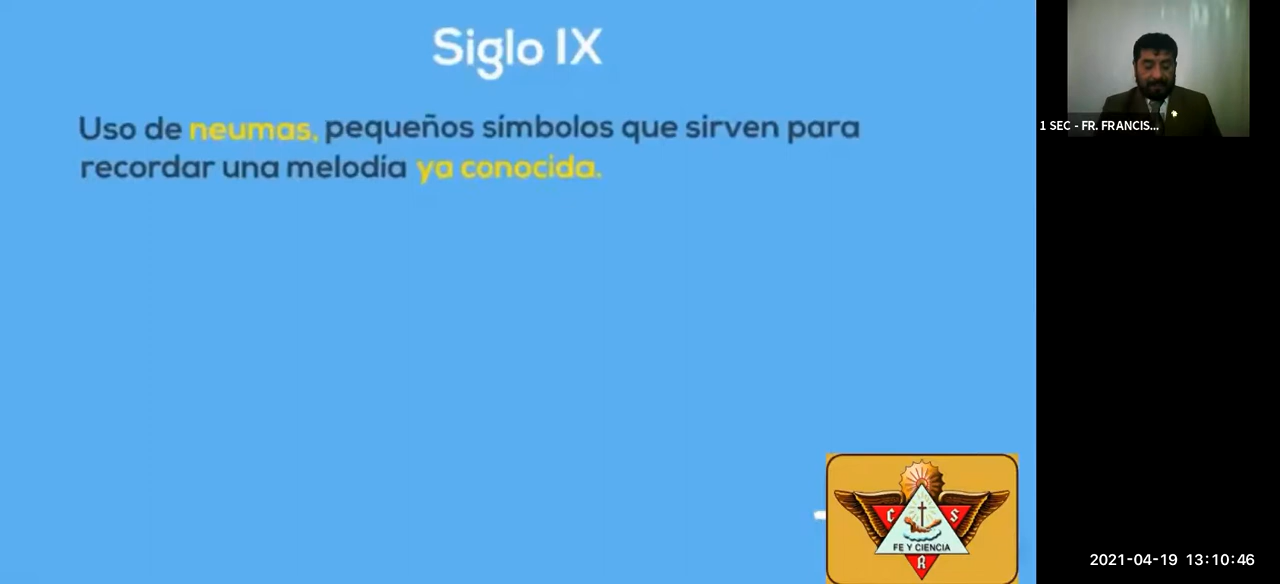 Siglo IX
Uso de neumas, pequeños símbolos que sirven para
recordar una melodía ya conocida.
1 SEC - FR. FRANCIS...
C S
FE Y CIENCIA
R
2021-04-19 13:10:46